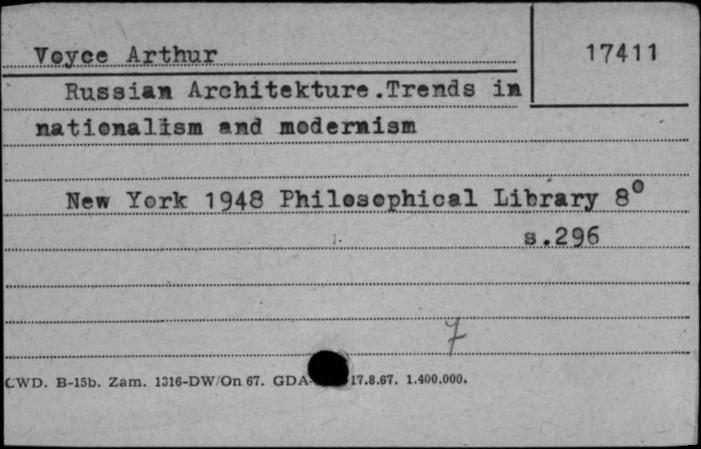 Voyce Arthur
17411
Russian Architekture.Trends in
nationalism and modernism
New York 1948 Philosophical Library 8⁰
s.296
7
CWD. B-15b. Zam. 1316-DW/On 67. GDA- 17.8.67. 1.400.000.